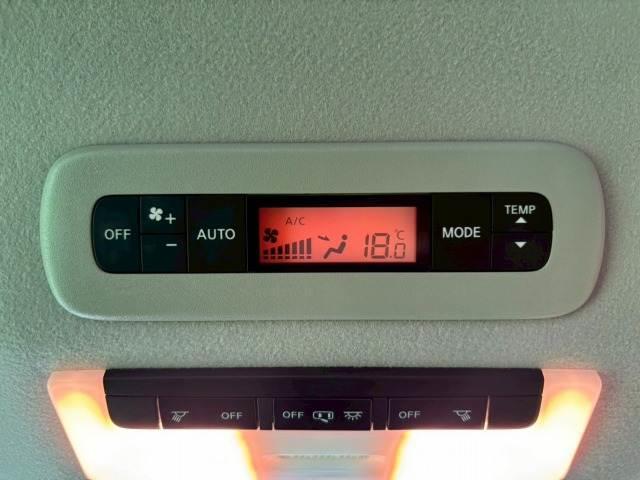 OFF + − AUTO A/C 18.0 °C MODE TEMP
OFF OFF OFF